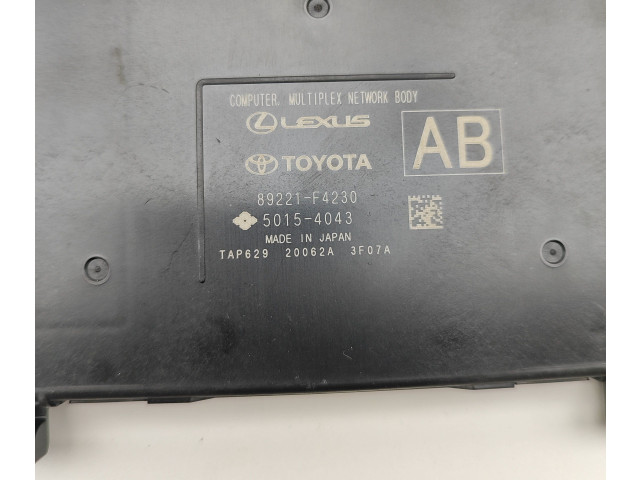 COMPUTER, MULTIPLEX NETWORK BODY
LEXUS
TOYOTA
AB
89221-F4230
5015-4043
MADE IN JAPAN
TAP629 20062A 3F07A